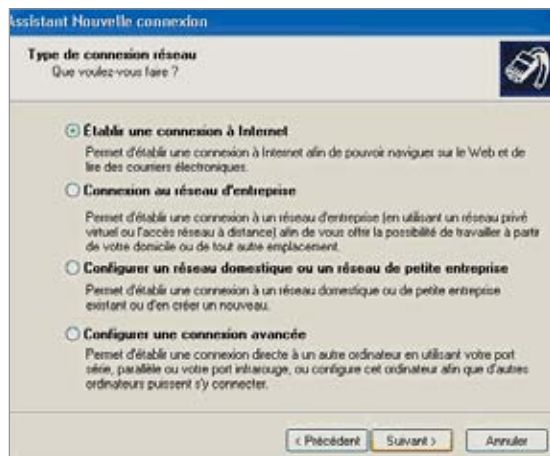 Assistant Nouvelle connexion
Type de connexion réseau
Que voulez-vous faire ?
Établir une connexion à Internet
Permet d'établir une connexion à Internet afin de pouvoir naviguer sur le Web et de
lire des courriers électroniques.
Connexion au réseau d'entreprise
Permet d'établir une connexion à un réseau d'entreprise (en utilisant un réseau privé
virtuel ou l'accès réseau à distance) afin de vous offrir la possibilité de travailler à partir
de votre domicile ou de tout autre emplacement.
Configurer un réseau domestique ou un réseau de petite entreprise
Permet d'établir une connexion à un réseau domestique ou de petite entreprise
existant ou d'en créer un nouveau.
Configurer une connexion avancée
Permet d'établir une connexion directe à un autre ordinateur en utilisant votre port
série, parallèle ou votre port infrarouge, ou configure cet ordinateur afin que d'autres
ordinateurs puissent s'y connecter.
< Précédent Suivant > Annuler